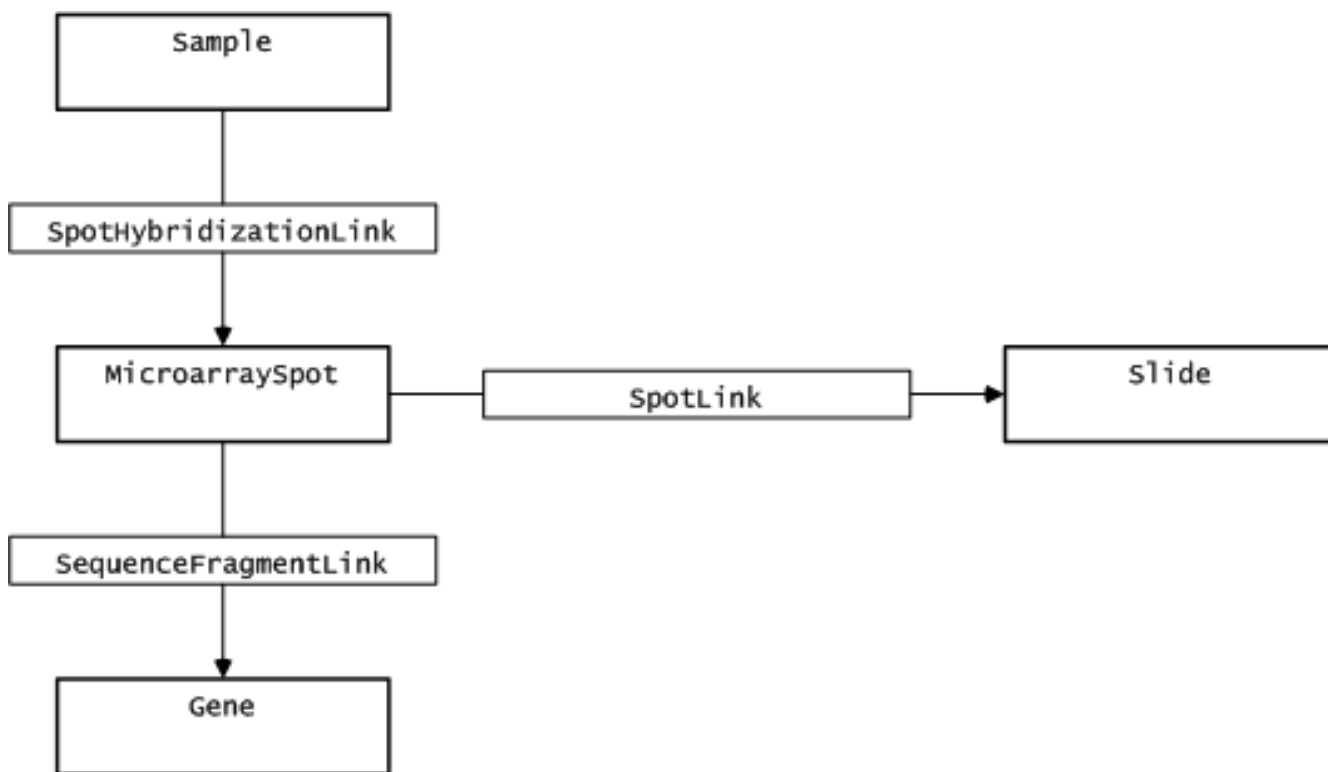 Sample
SpotHybridizationLink
MicroarraySpot
SpotLink
Slide
SequenceFragmentLink
Gene